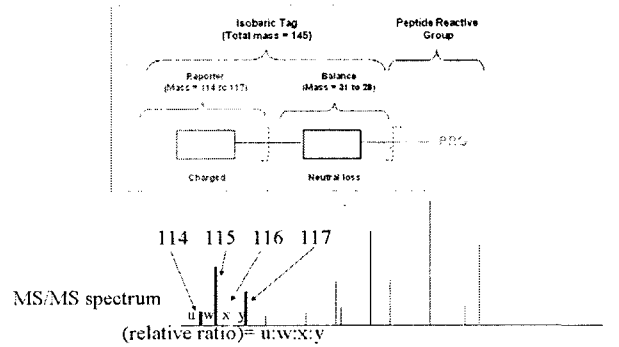 Isobaric Tag
(Total mass = 145)
Peptide Reactive
Group
Reporter
(Mass = 114 to 117)
Balance
(Mass = 31 to 28)
PRG
Charged
Neutral loss
114 115 116 117
MS/MS spectrum
u w x y
(relative ratio)= u:w:x:y